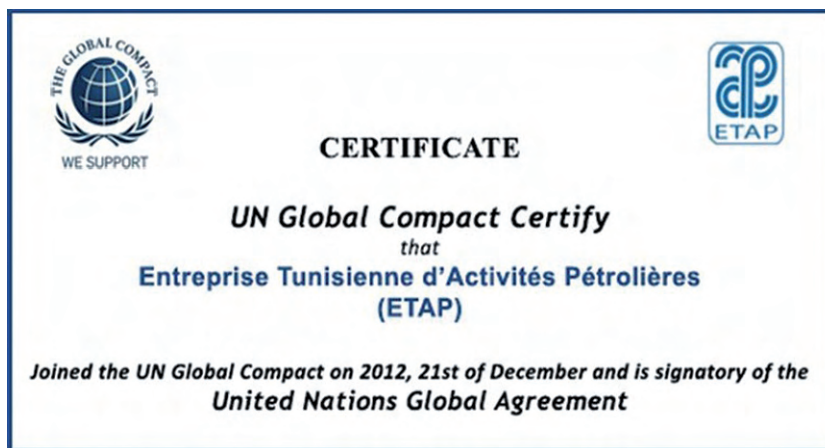 THE GLOBAL COMPACT
WE SUPPORT
ETAP
CERTIFICATE
UN Global Compact Certify
that
Entreprise Tunisienne d'Activités Pétrolières
(ETAP)
Joined the UN Global Compact on 2012, 21st of December and is signatory of the
United Nations Global Agreement